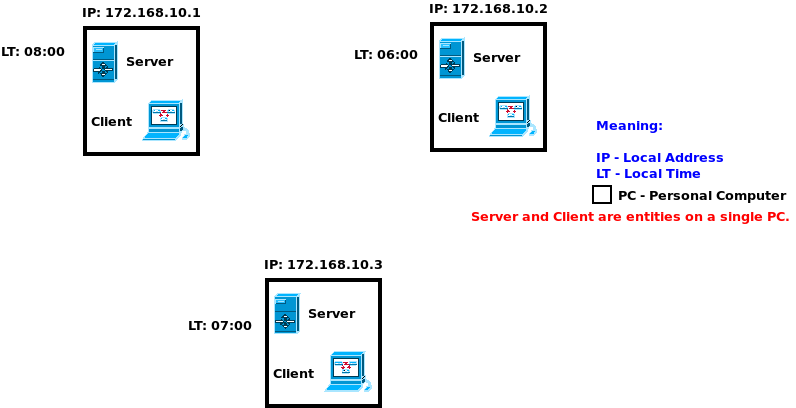 IP: 172.168.10.1
LT: 08:00
Server
Client
IP: 172.168.10.2
LT: 06:00
Server
Client
Meaning:
IP - Local Address
LT - Local Time
PC - Personal Computer
Server and Client are entities on a single PC.
IP: 172.168.10.3
LT: 07:00
Server
Client